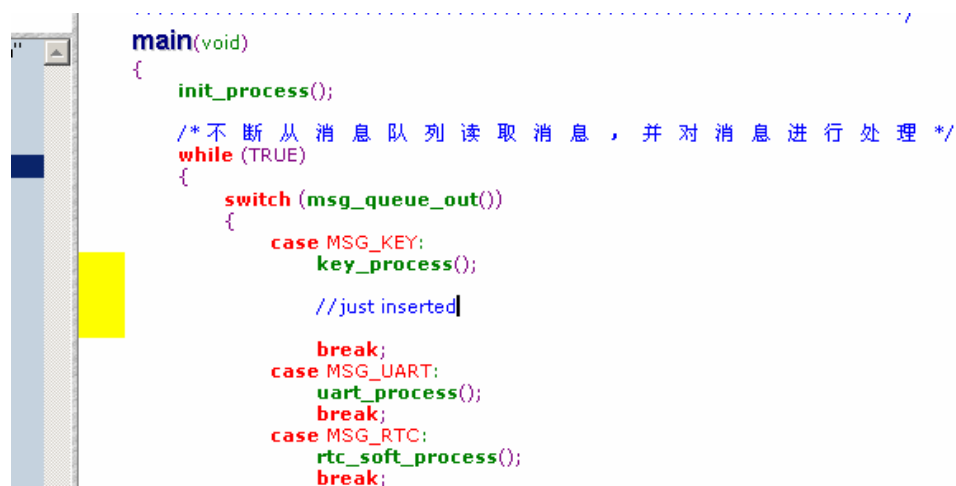 main(void)
{
init_process();
/*不断从消息队列读取消息，并对消息进行处理*/
while (TRUE)
{
switch (msg_queue_out())
{
case MSG_KEY:
key_process();
//just inserted
break;
case MSG_UART:
uart_process();
break;
case MSG_RTC:
rtc_soft_process();
break;